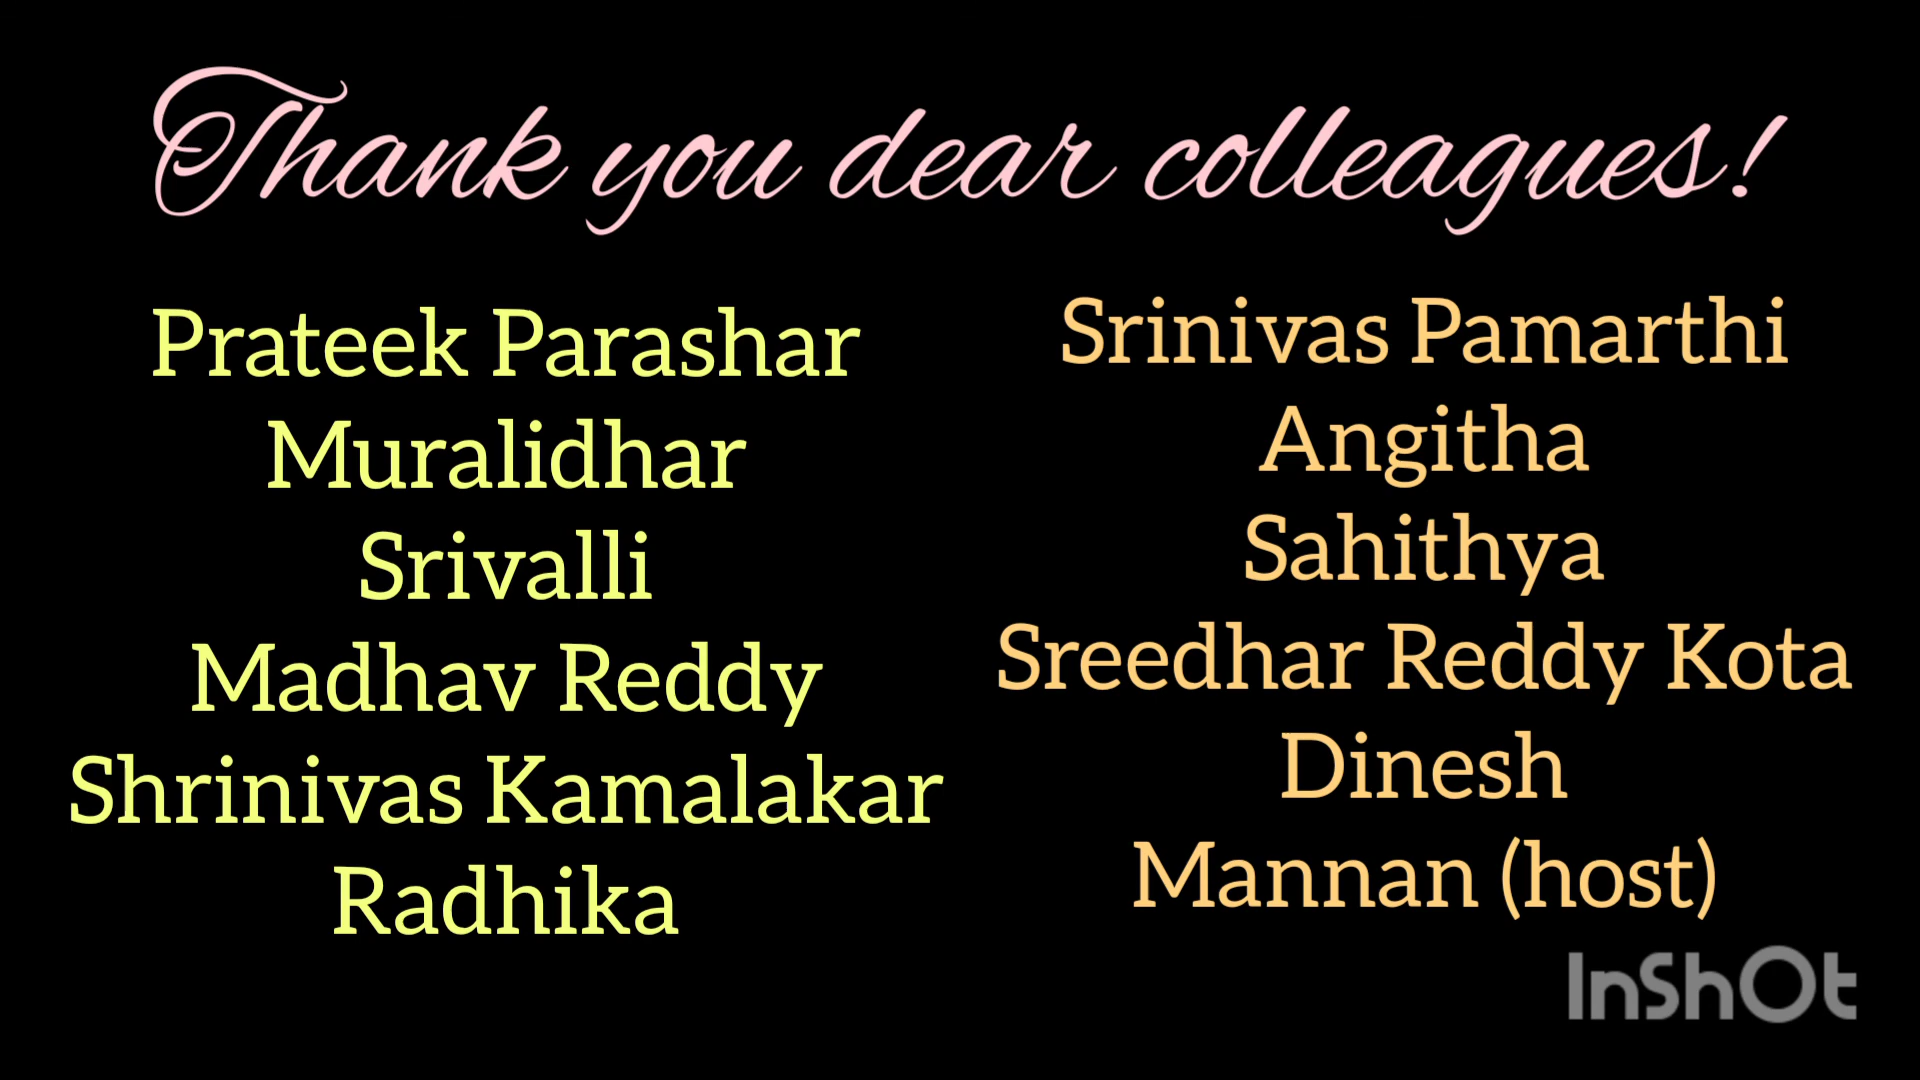 Thank you dear colleagues!
Prateek Parashar
Muralidhar
Srivalli
Madhav Reddy
Shrinivas Kamalakar
Radhika
Srinivas Pamarthi
Angitha
Sahithya
Sreedhar Reddy Kota
Dinesh
Mannan (host)
InShOt